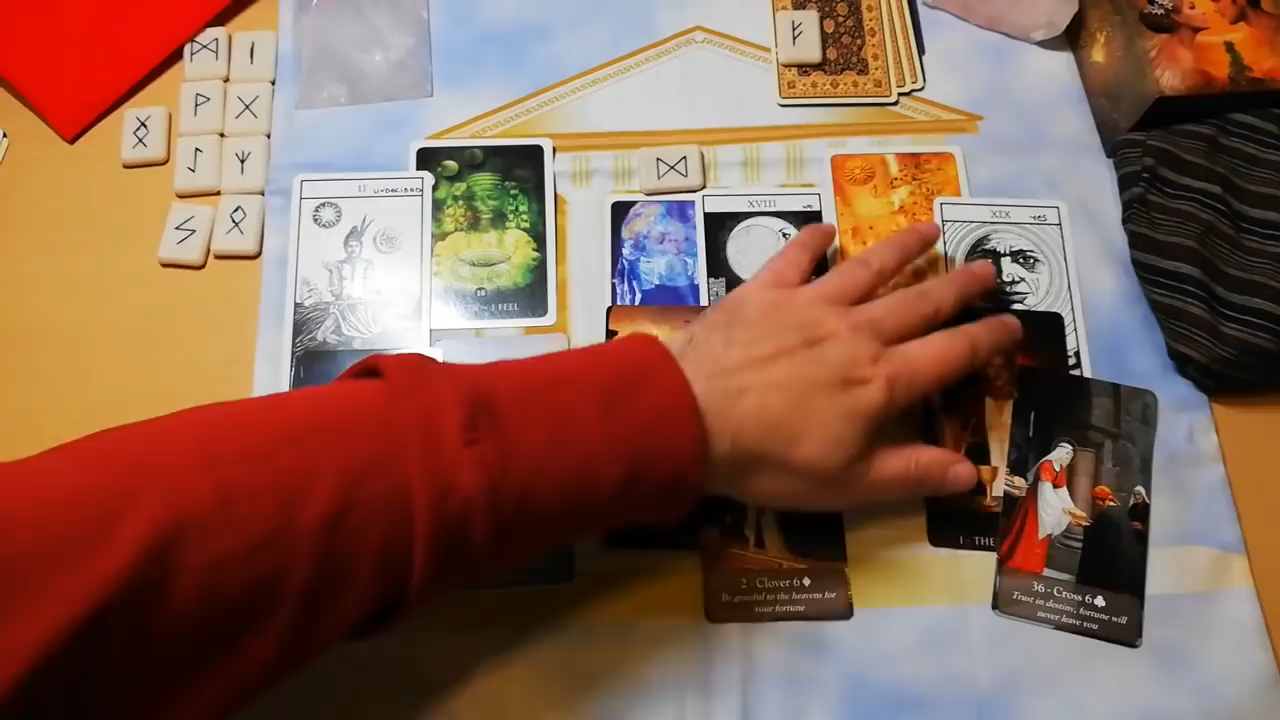 II UNDECIDED
XVIII NO
XIX YES
I FEEL
I - THE
2 - Clover 6♦
Be grateful to the heavens for
your fortune
36 - Cross 6♣
Trust in destiny, fortune will
never leave you